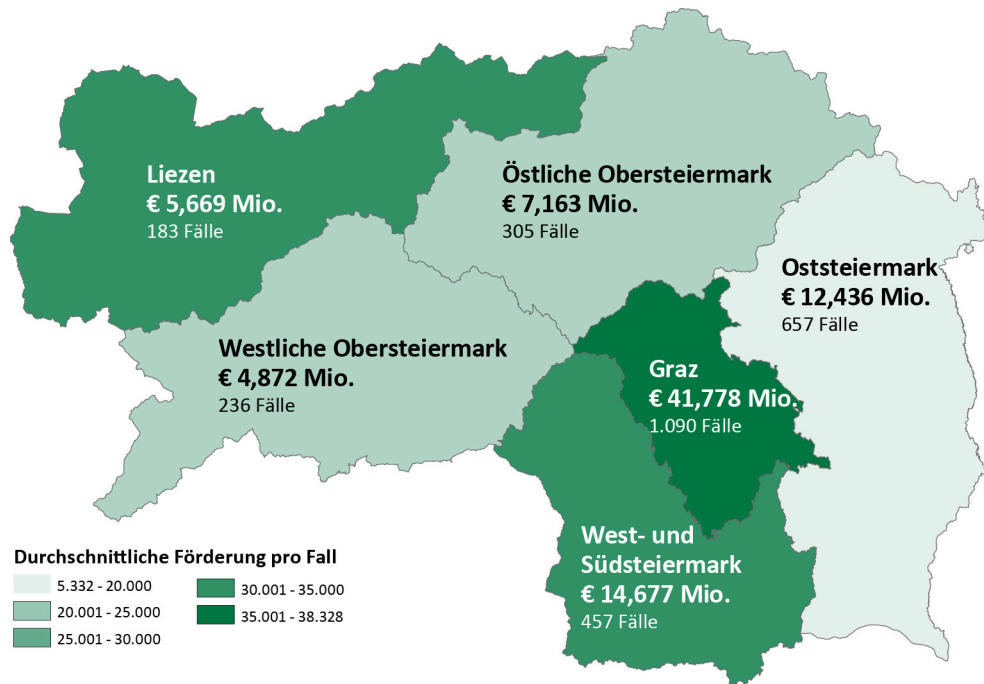 Liezen
€ 5,669 Mio.
183 Fälle
Östliche Obersteiermark
€ 7,163 Mio.
305 Fälle
Oststeiermark
€ 12,436 Mio.
657 Fälle
Westliche Obersteiermark
€ 4,872 Mio.
236 Fälle
Graz
€ 41,778 Mio.
1.090 Fälle
West- und
Südsteiermark
€ 14,677 Mio.
457 Fälle
Durchschnittliche Förderung pro Fall
5.332 - 20.000
20.001 - 25.000
25.001 - 30.000
30.001 - 35.000
35.001 - 38.328